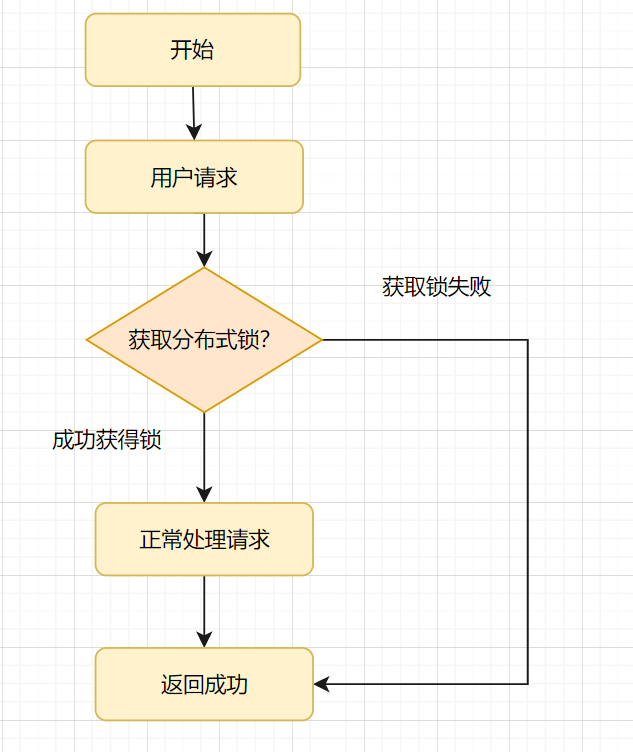 开始
用户请求
获取锁失败
获取分布式锁?
成功获得锁
正常处理请求
返回成功